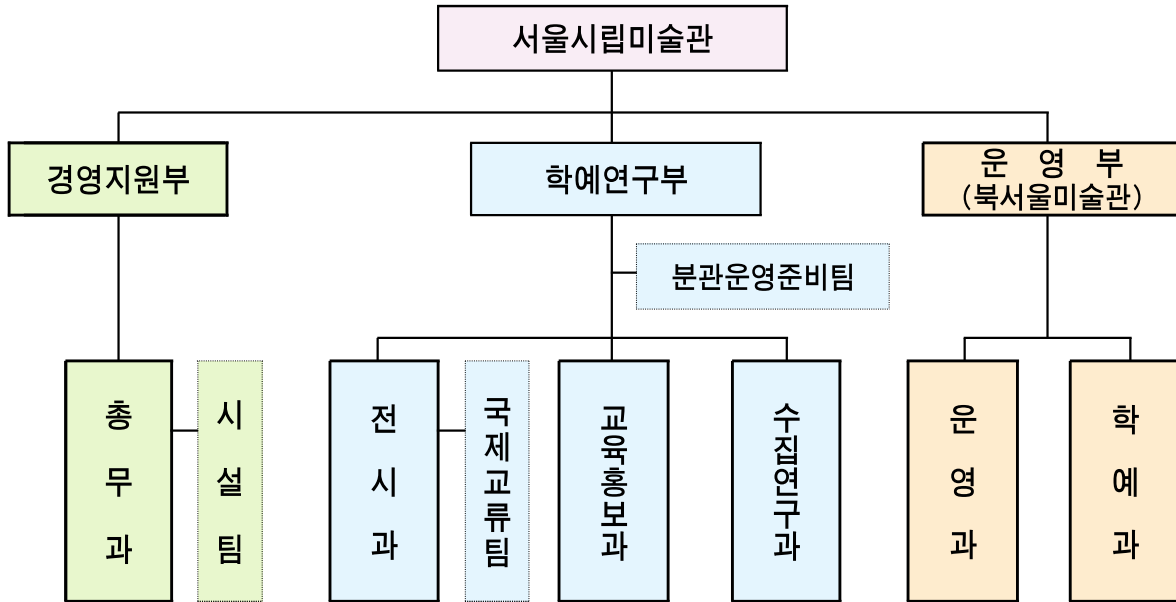 서울시립미술관
경영지원부
학예연구부
운 영 부
(북서울미술관)
분관운영준비팀
총무과
시설팀
전시과
국제교류팀
교육홍보과
수집연구과
운영과
학예과